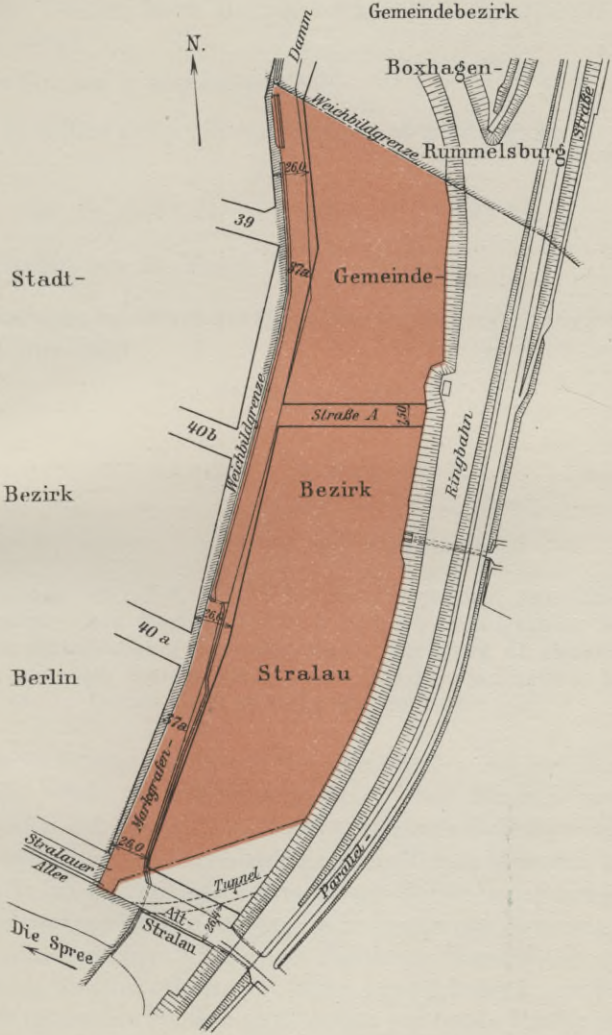 Gemeindebezirk
N.
Damm
Boxhagen-
Straße
Weichbildgrenze
Rummelsburg
26,0
39
Stadt-
37a
Gemeinde-
Weichbildgrenze
Straße A
Ringbahn
40b
Bezirk
Bezirk
26,0
40 a
Stralau
Berlin
37a
Markgrafen-
26,0
Stralauer
Allee
Parallel-
Tunnel
Alt-
Stralau
Die Spree